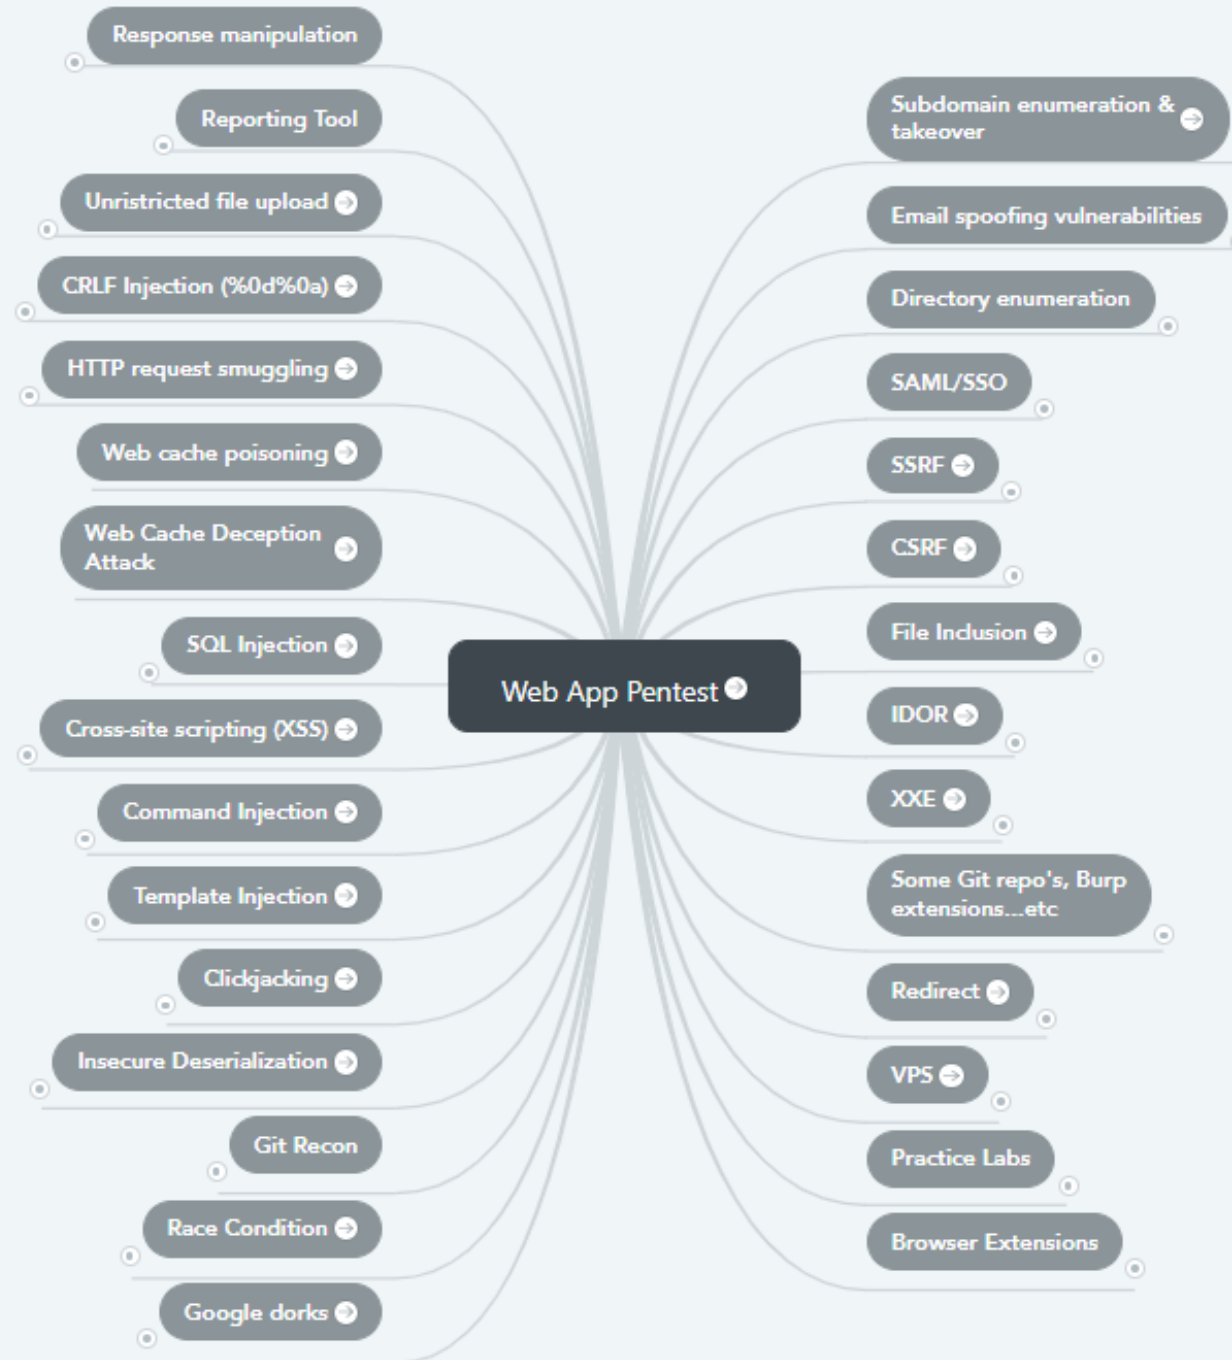 Response manipulation
Reporting Tool
Unristricted file upload
CRLF Injection (%0d%0a)
HTTP request smuggling
Web cache poisoning
Web Cache Deception
Attack
SQL Injection
Cross-site scripting (XSS)
Command Injection
Template Injection
Clickjacking
Insecure Deserialization
Git Recon
Race Condition
Google dorks
Web App Pentest
Subdomain enumeration &
takeover
Email spoofing vulnerabilities
Directory enumeration
SAML/SSO
SSRF
CSRF
File Inclusion
IDOR
XXE
Some Git repo's, Burp
extensions...etc
Redirect
VPS
Practice Labs
Browser Extensions